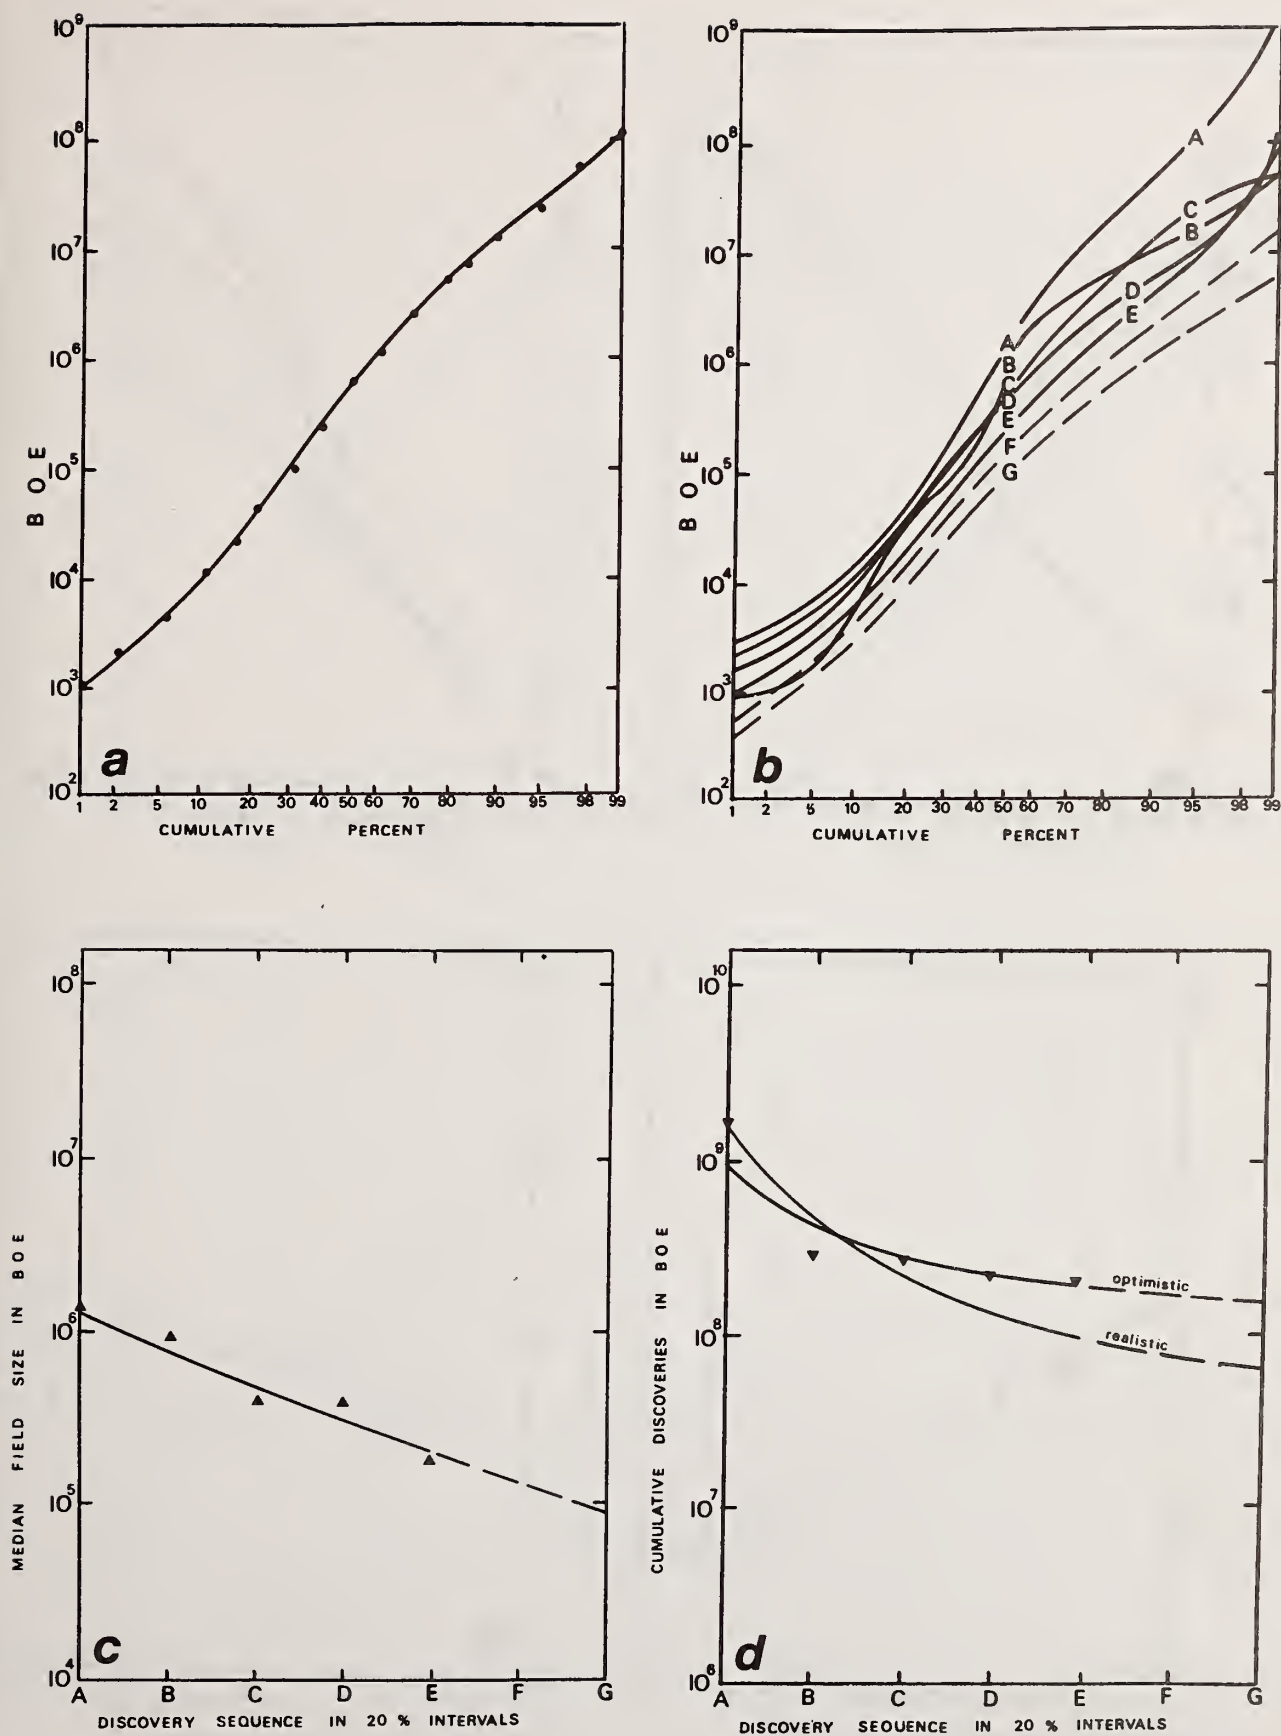 10⁹
10⁸
10⁷
10⁶
10⁵
10⁴
10³
10²
B O E
a
1 2 5 10 20 30 40 50 60 70 80 90 95 98 99
CUMULATIVE PERCENT
10⁹
10⁸
10⁷
10⁶
10⁵
10⁴
10³
10²
B O E
A
C
B
D
E
A
B
C
D
E
F
G
b
1 2 5 10 20 30 40 50 60 70 80 90 95 98 99
CUMULATIVE PERCENT
10⁸
10⁷
10⁶
10⁵
10⁴
MEDIAN FIELD SIZE IN B O E
c
A B C D E F G
DISCOVERY SEQUENCE IN 20 % INTERVALS
10¹⁰
10⁹
10⁸
10⁷
10⁶
CUMULATIVE DISCOVERIES IN B O E
optimistic
realistic
d
A B C D E F G
DISCOVERY SEQUENCE IN 20 % INTERVALS